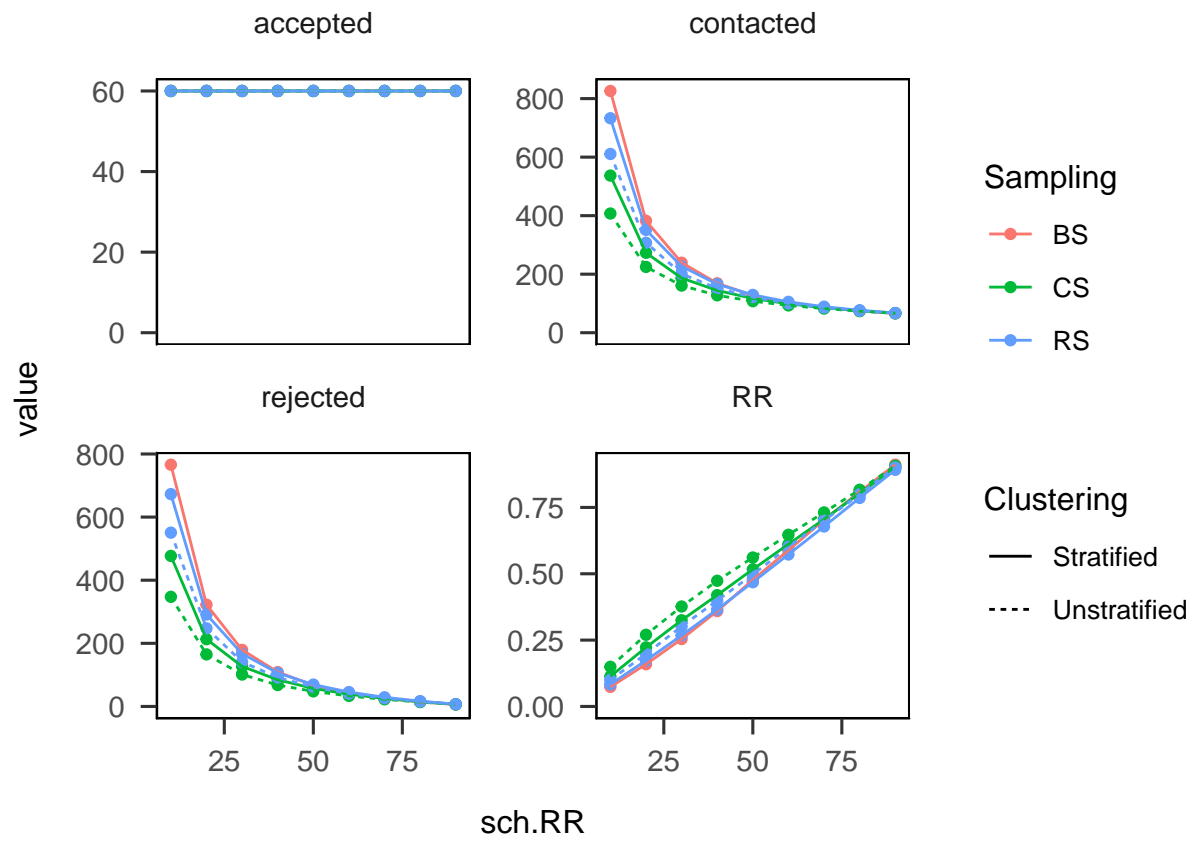 accepted
contacted
60
40
20
0
800
600
400
200
0
Sampling
BS
CS
RS
value
rejected
RR
800
600
400
200
0
0.75
0.50
0.25
0.00
Clustering
Stratified
Unstratified
25 50 75
25 50 75
sch.RR